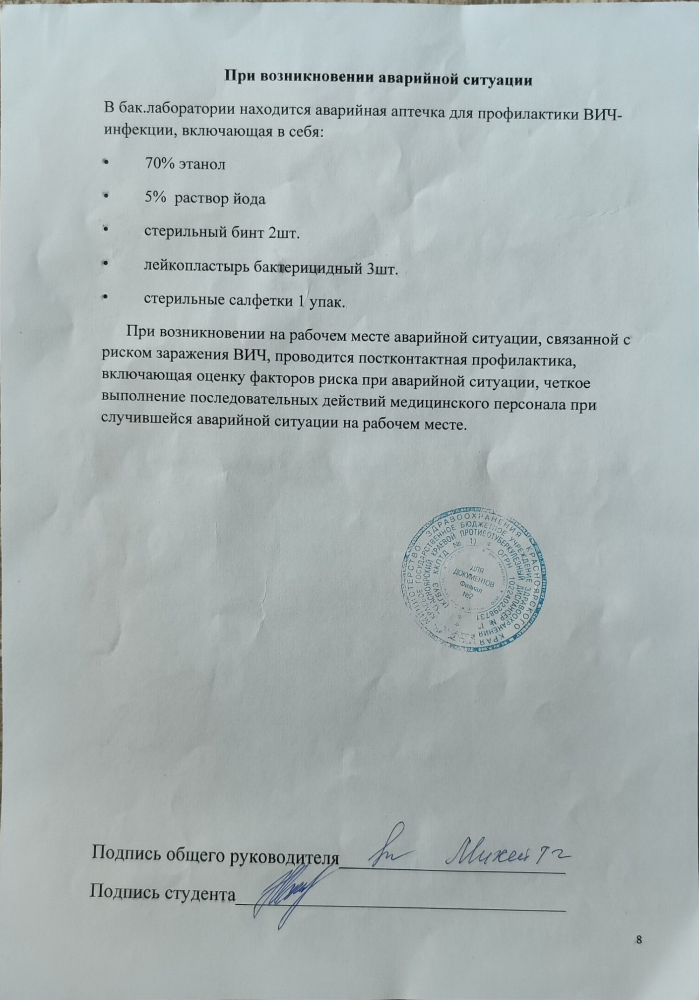 При возникновении аварийной ситуации
В бак.лаборатории находится аварийная аптечка для профилактики ВИЧ-
инфекции, включающая в себя:
• 70% этанол
• 5% раствор йода
• стерильный бинт 2шт.
• лейкопластырь бактерицидный 3шт.
• стерильные салфетки 1 упак.
При возникновении на рабочем месте аварийной ситуации, связанной с
риском заражения ВИЧ, проводится постконтактная профилактика,
включающая оценку факторов риска при аварийной ситуации, четкое
выполнение последовательных действий медицинского персонала при
случившейся аварийной ситуации на рабочем месте.
МИНИСТЕРСТВО ЗДРАВООХРАНЕНИЯ КРАСНОЯРСКОГО КРАЯ
КРАЕВОЕ ГОСУДАРСТВЕННОЕ БЮДЖЕТНОЕ УЧРЕЖДЕНИЕ ЗДРАВООХРАНЕНИЯ
"КРАСНОЯРСКИЙ КРАЕВОЙ ПРОТИВОТУБЕРКУЛЕЗНЫЙ ДИСПАНСЕР № 1"
(КГБУЗ ККПТД № 1) * ОГРН 1022402298731
ДЛЯ
ДОКУМЕНТОВ
Филиал
№2
Подпись общего руководителя
Подпись студента
8